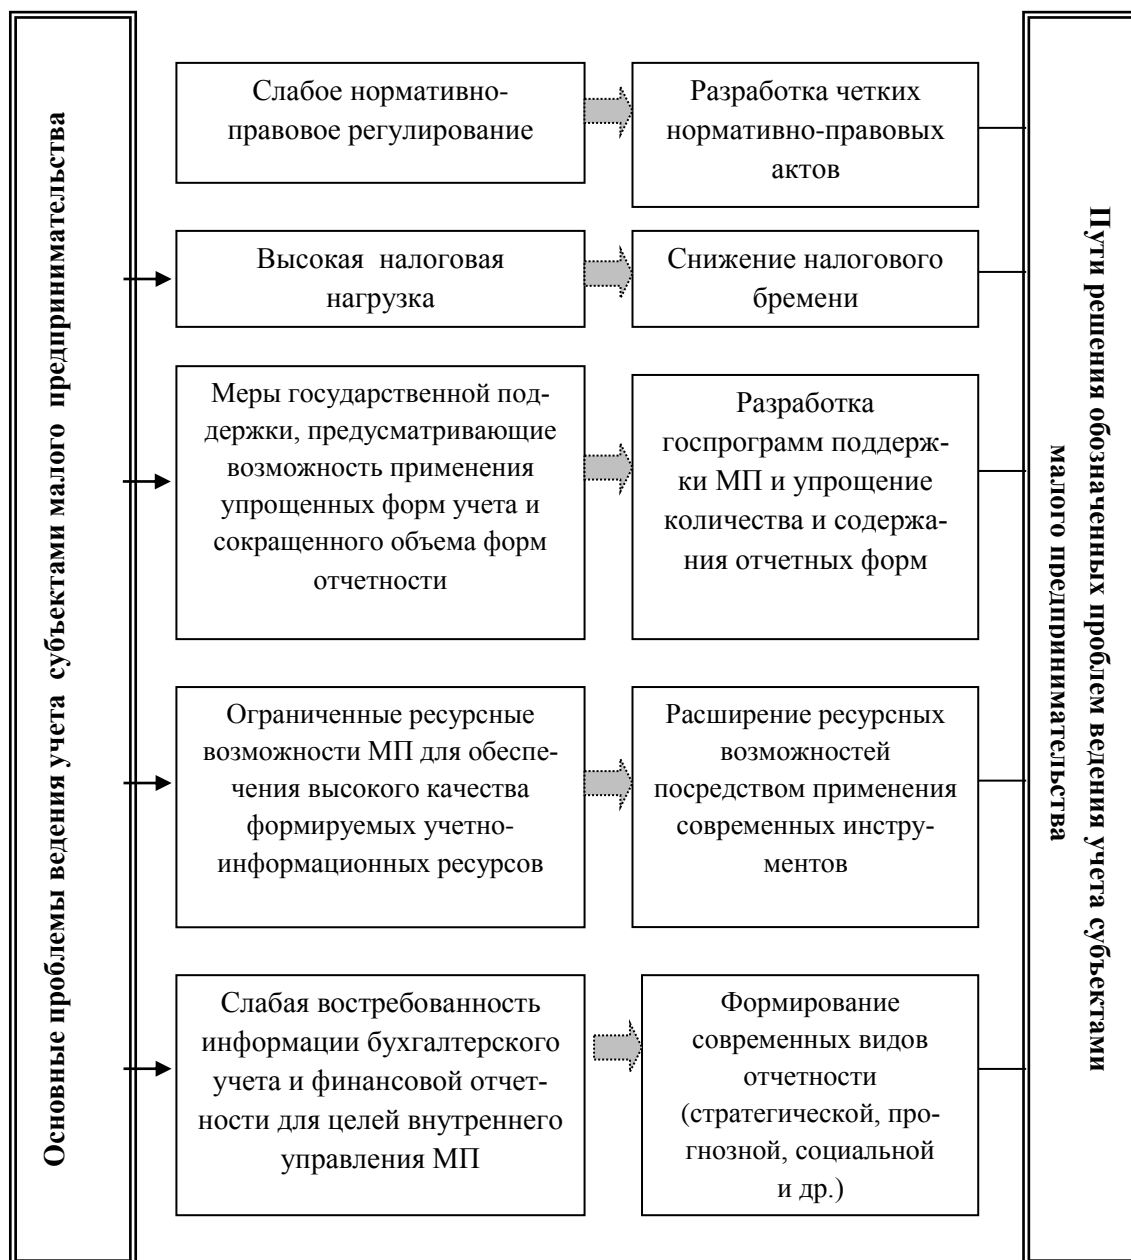 Основные проблемы ведения учета субъектами малого предпринимательства
Слабое нормативно-
правовое регулирование
Разработка четких
нормативно-правовых
актов
Высокая налоговая
нагрузка
Снижение налогового
бремени
Меры государственной под-
держки, предусматривающие
возможность применения
упрощенных форм учета и
сокращенного объема форм
отчетности
Разработка
госпрограмм поддерж-
ки МП и упрощение
количества и содержа-
ния отчетных форм
Ограниченные ресурсные
возможности МП для обеспе-
чения высокого качества
формируемых учетно-
информационных ресурсов
Расширение ресурсных
возможностей
посредством применения
современных инстру-
ментов
Слабая востребованность
информации бухгалтерского
учета и финансовой отчет-
ности для целей внутреннего
управления МП
Формирование
современных видов
отчетности
(стратегической, про-
гнозной, социальной
и др.)
Пути решения обозначенных проблем ведения учета субъектами
малого предпринимательства